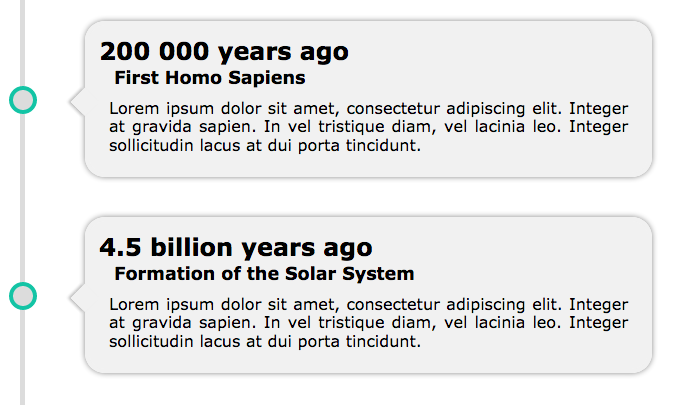 200 000 years ago
First Homo Sapiens
Lorem ipsum dolor sit amet, consectetur adipiscing elit. Integer
at gravida sapien. In vel tristique diam, vel lacinia leo. Integer
sollicitudin lacus at dui porta tincidunt.
4.5 billion years ago
Formation of the Solar System
Lorem ipsum dolor sit amet, consectetur adipiscing elit. Integer
at gravida sapien. In vel tristique diam, vel lacinia leo. Integer
sollicitudin lacus at dui porta tincidunt.